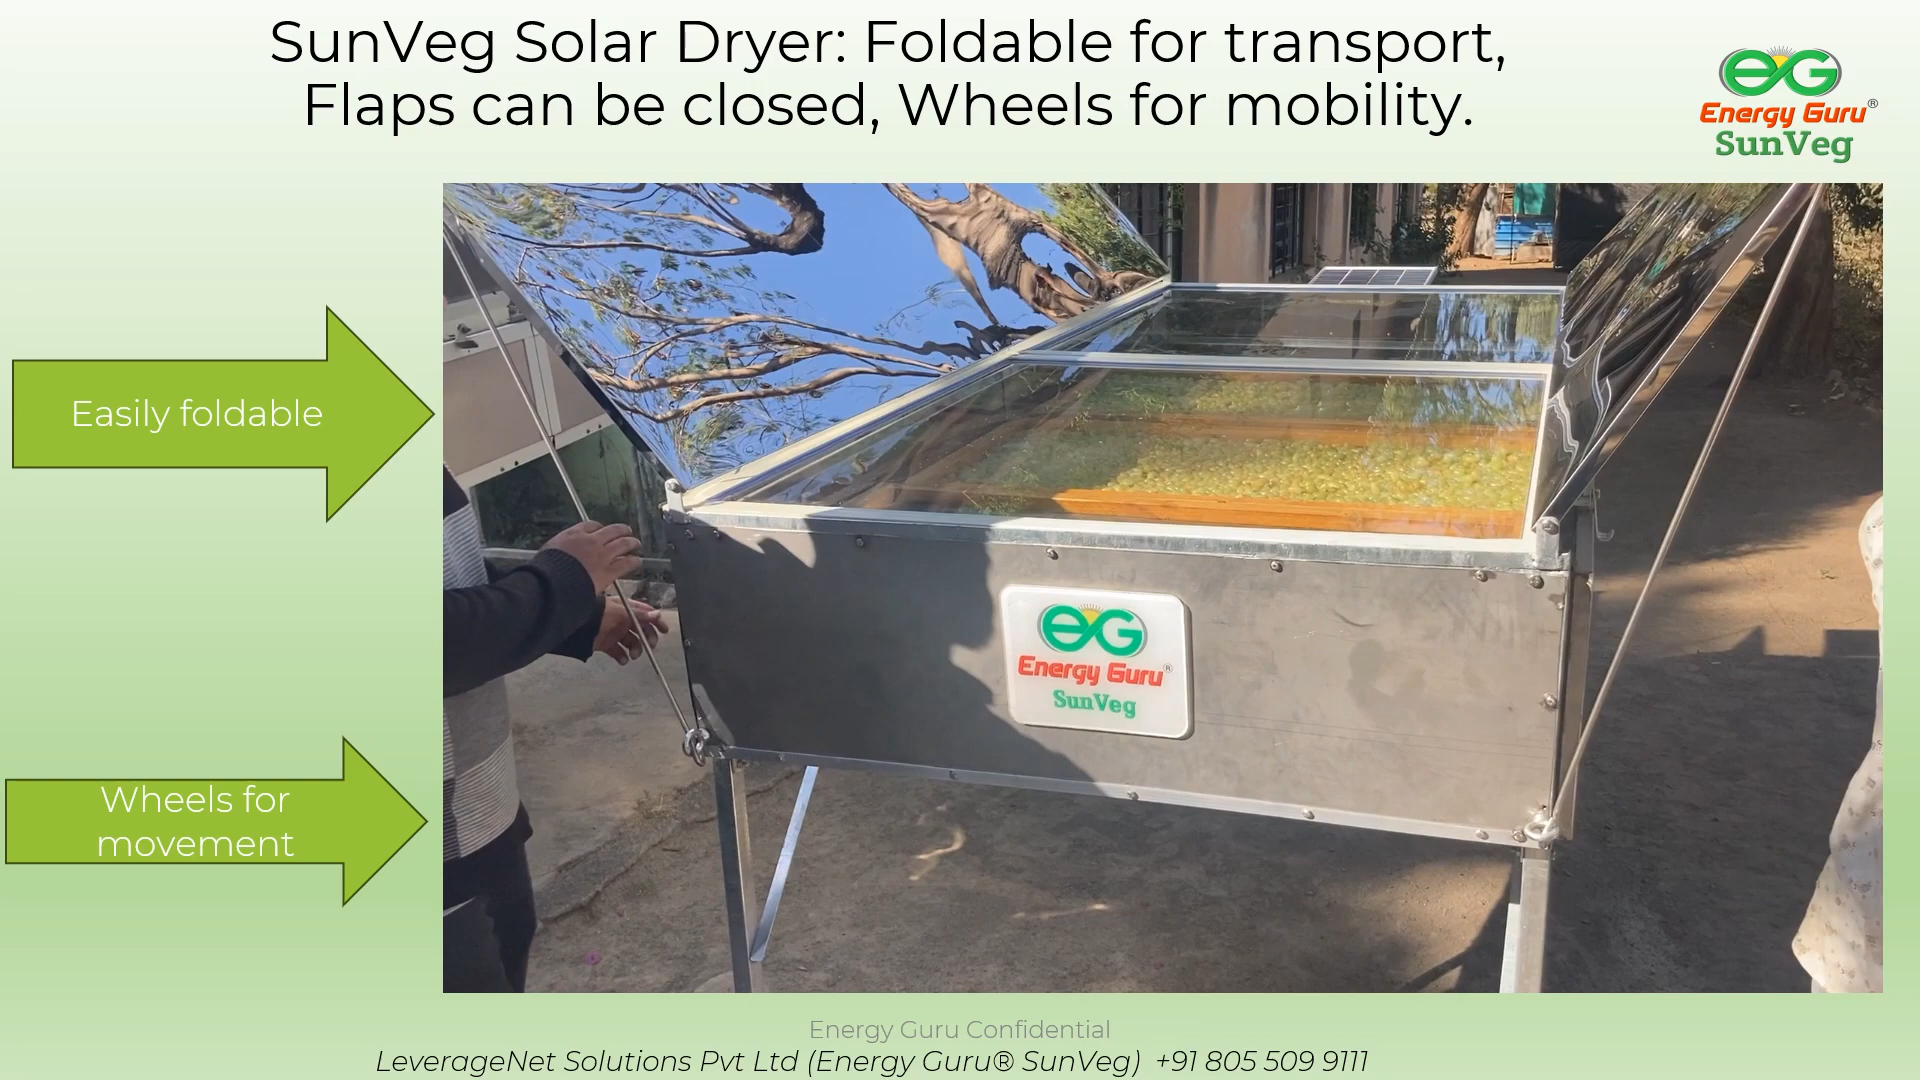 SunVeg Solar Dryer: Foldable for transport,
Flaps can be closed, Wheels for mobility.
Energy Guru®
SunVeg
Easily foldable
Wheels for
movement
Energy Guru®
SunVeg
Energy Guru Confidential
LeverageNet Solutions Pvt Ltd (Energy Guru® SunVeg) +91 805 509 9111